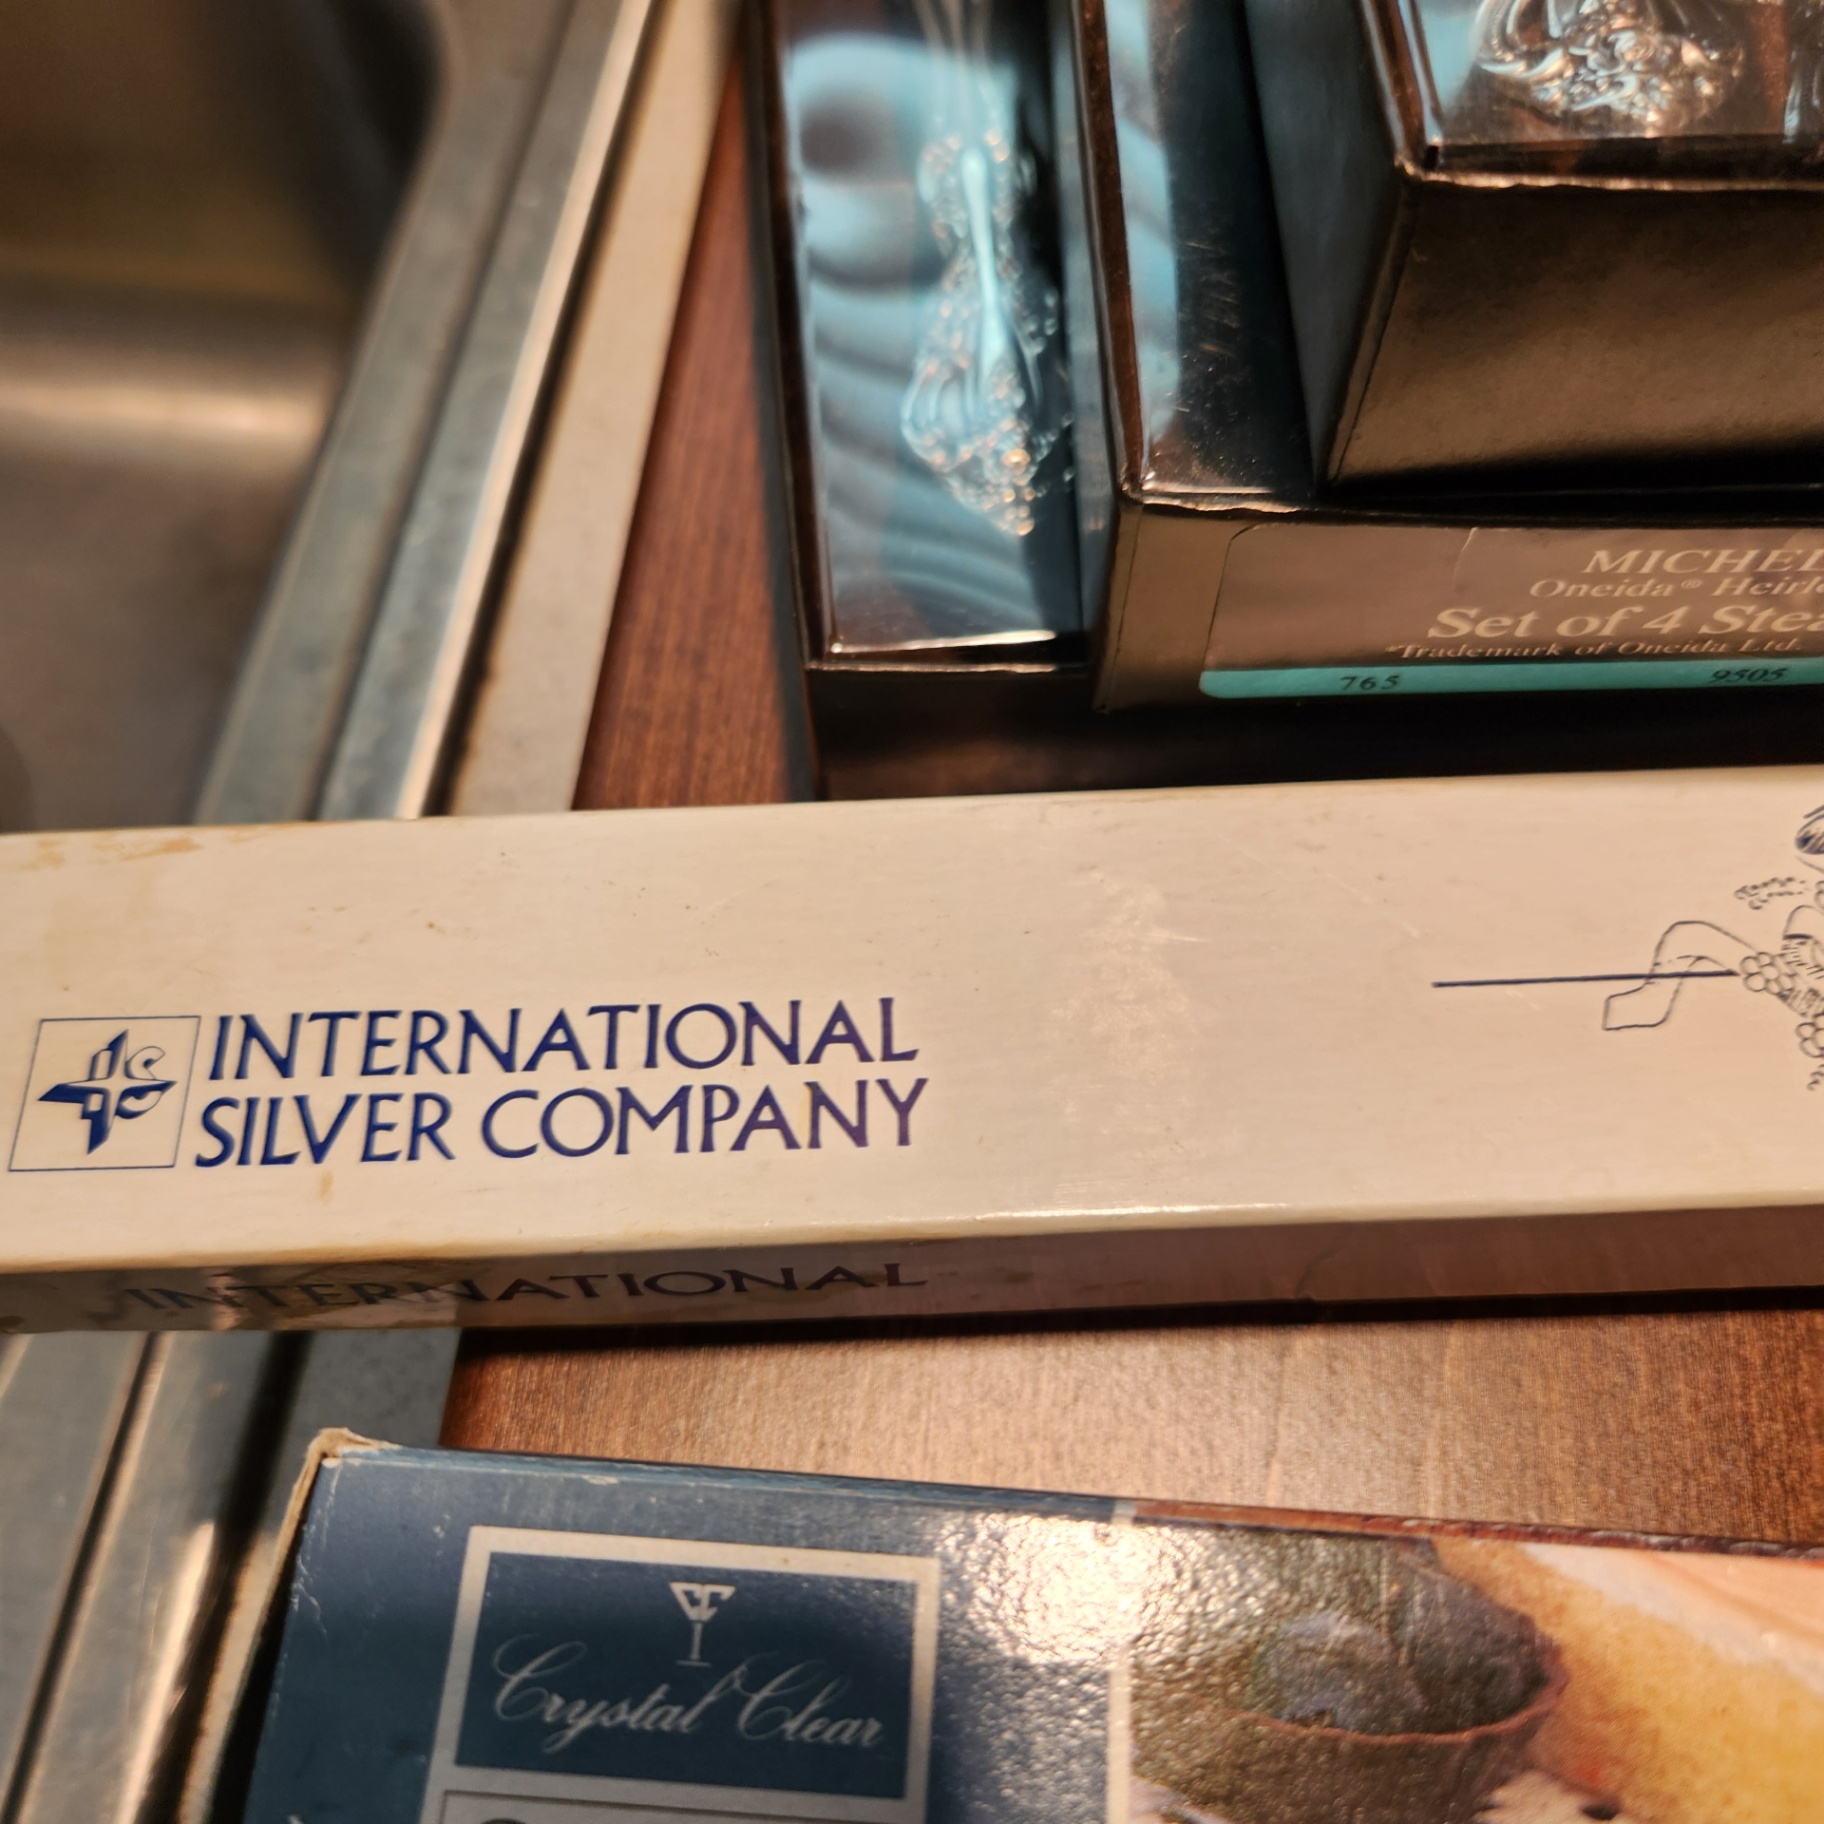 MICHEL
Oneida® Heirlo
Set of 4 Stea
*Trademark of Oneida Ltd.
765 9505
INTERNATIONAL
SILVER COMPANY
INTERNATIONAL
Crystal Clear